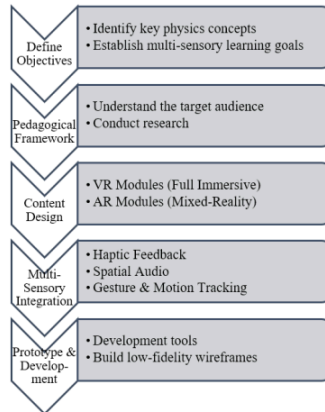 Define
Objectives
• Identify key physics concepts
• Establish multi-sensory learning goals
Pedagogical
Framework
• Understand the target audience
• Conduct research
Content
Design
• VR Modules (Full Immersive)
• AR Modules (Mixed-Reality)
Multi-
Sensory
Integration
• Haptic Feedback
• Spatial Audio
• Gesture & Motion Tracking
Prototype &
Develop-
ment
• Development tools
• Build low-fidelity wireframes